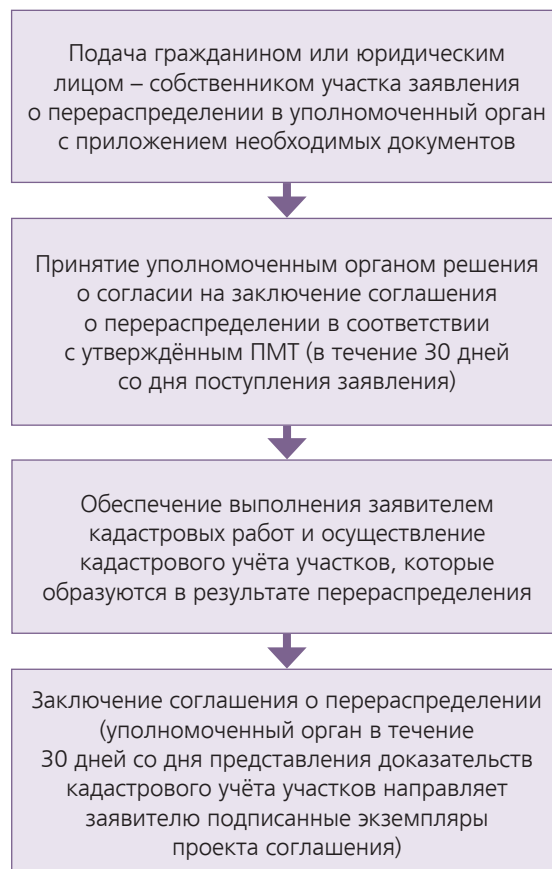 Подача гражданином или юридическим
лицом – собственником участка заявления
о перераспределении в уполномоченный орган
с приложением необходимых документов
Принятие уполномоченным органом решения
о согласии на заключение соглашения
о перераспределении в соответствии
с утверждённым ПМТ (в течение 30 дней
со дня поступления заявления)
Обеспечение выполнения заявителем
кадастровых работ и осуществление
кадастрового учёта участков, которые
образуются в результате перераспределения
Заключение соглашения о перераспределении
(уполномоченный орган в течение
30 дней со дня представления доказательств
кадастрового учёта участков направляет
заявителю подписанные экземпляры
проекта соглашения)